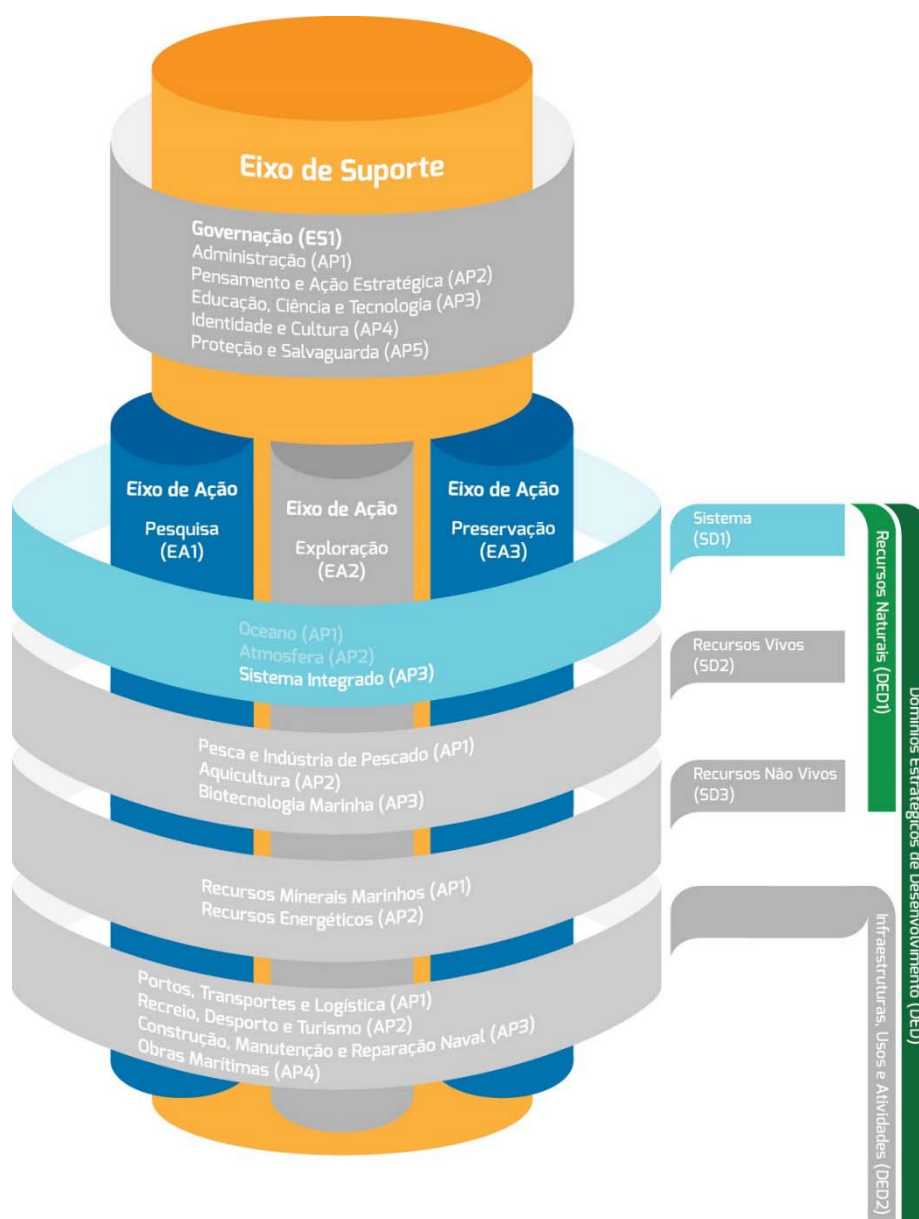 Eixo de Suporte
Governação (ES1)
Administração (AP1)
Pensamento e Ação Estratégica (AP2)
Educação, Ciência e Tecnologia (AP3)
Identidade e Cultura (AP4)
Proteção e Salvaguarda (AP5)
Eixo de Ação
Pesquisa
(EA1)
Eixo de Ação
Exploração
(EA2)
Eixo de Ação
Preservação
(EA3)
Oceano (AP1)
Atmosfera (AP2)
Sistema Integrado (AP3)
Pesca e Indústria de Pescado (AP1)
Aquicultura (AP2)
Biotecnologia Marinha (AP3)
Recursos Minerais Marinhos (AP1)
Recursos Energéticos (AP2)
Portos, Transportes e Logística (AP1)
Recreio, Desporto e Turismo (AP2)
Construção, Manutenção e Reparação Naval (AP3)
Obras Marítimas (AP4)
Sistema
(SD1)
Recursos Vivos
(SD2)
Recursos Não Vivos
(SD3)
Recursos Naturais (DED1)
Infraestruturas, Usos e Atividades (DED2)
Domínios Estratégicos de Desenvolvimento (DED)